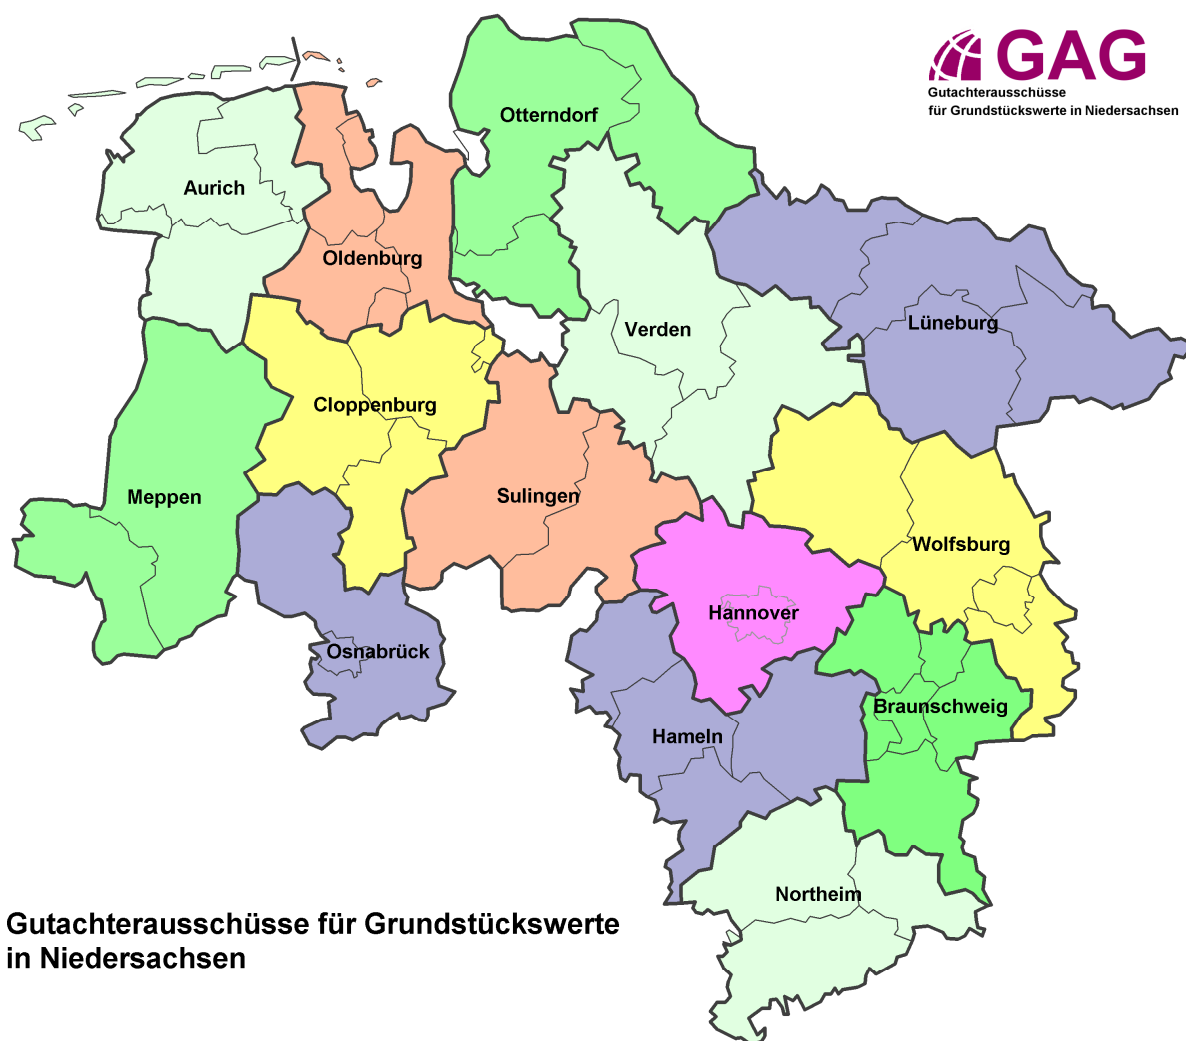 GAG
Gutachterausschüsse
für Grundstückswerte in Niedersachsen
Otterndorf
Aurich
Oldenburg
Lüneburg
Verden
Cloppenburg
Meppen
Sulingen
Wolfsburg
Hannover
Osnabrück
Braunschweig
Hameln
Northeim
Gutachterausschüsse für Grundstückswerte
in Niedersachsen